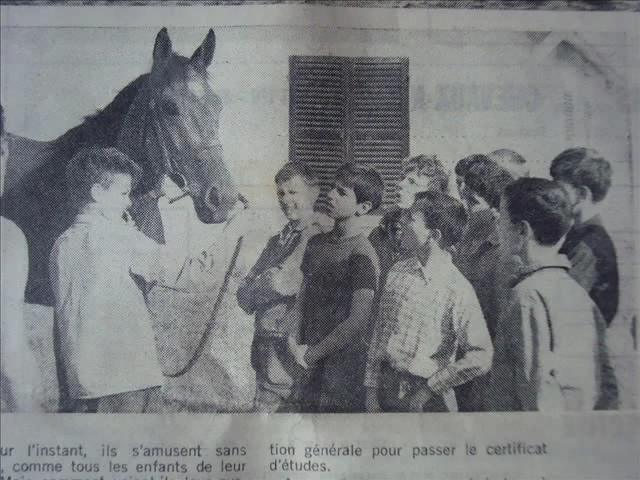 ur l'instant, ils s'amusent sans
, comme tous les enfants de leur
tion générale pour passer le certificat
d'études.